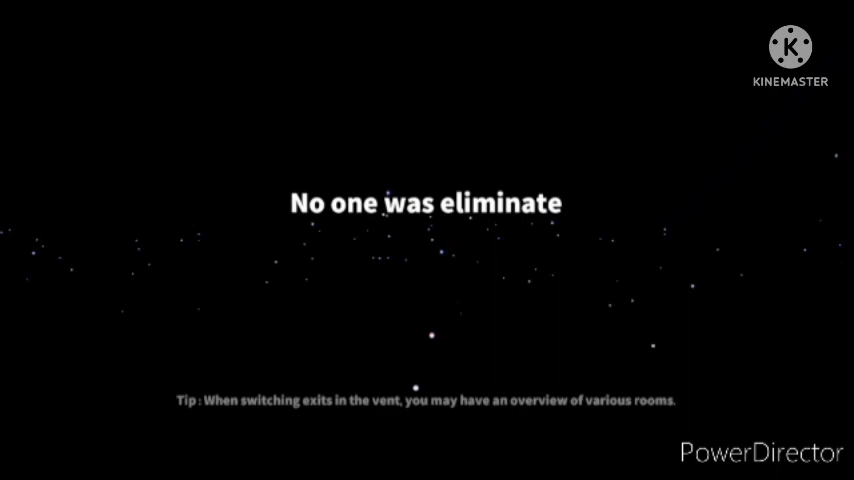 K
KINEMASTER
No one was eliminate
Tip : When switching exits in the vent, you may have an overview of various rooms.
PowerDirector